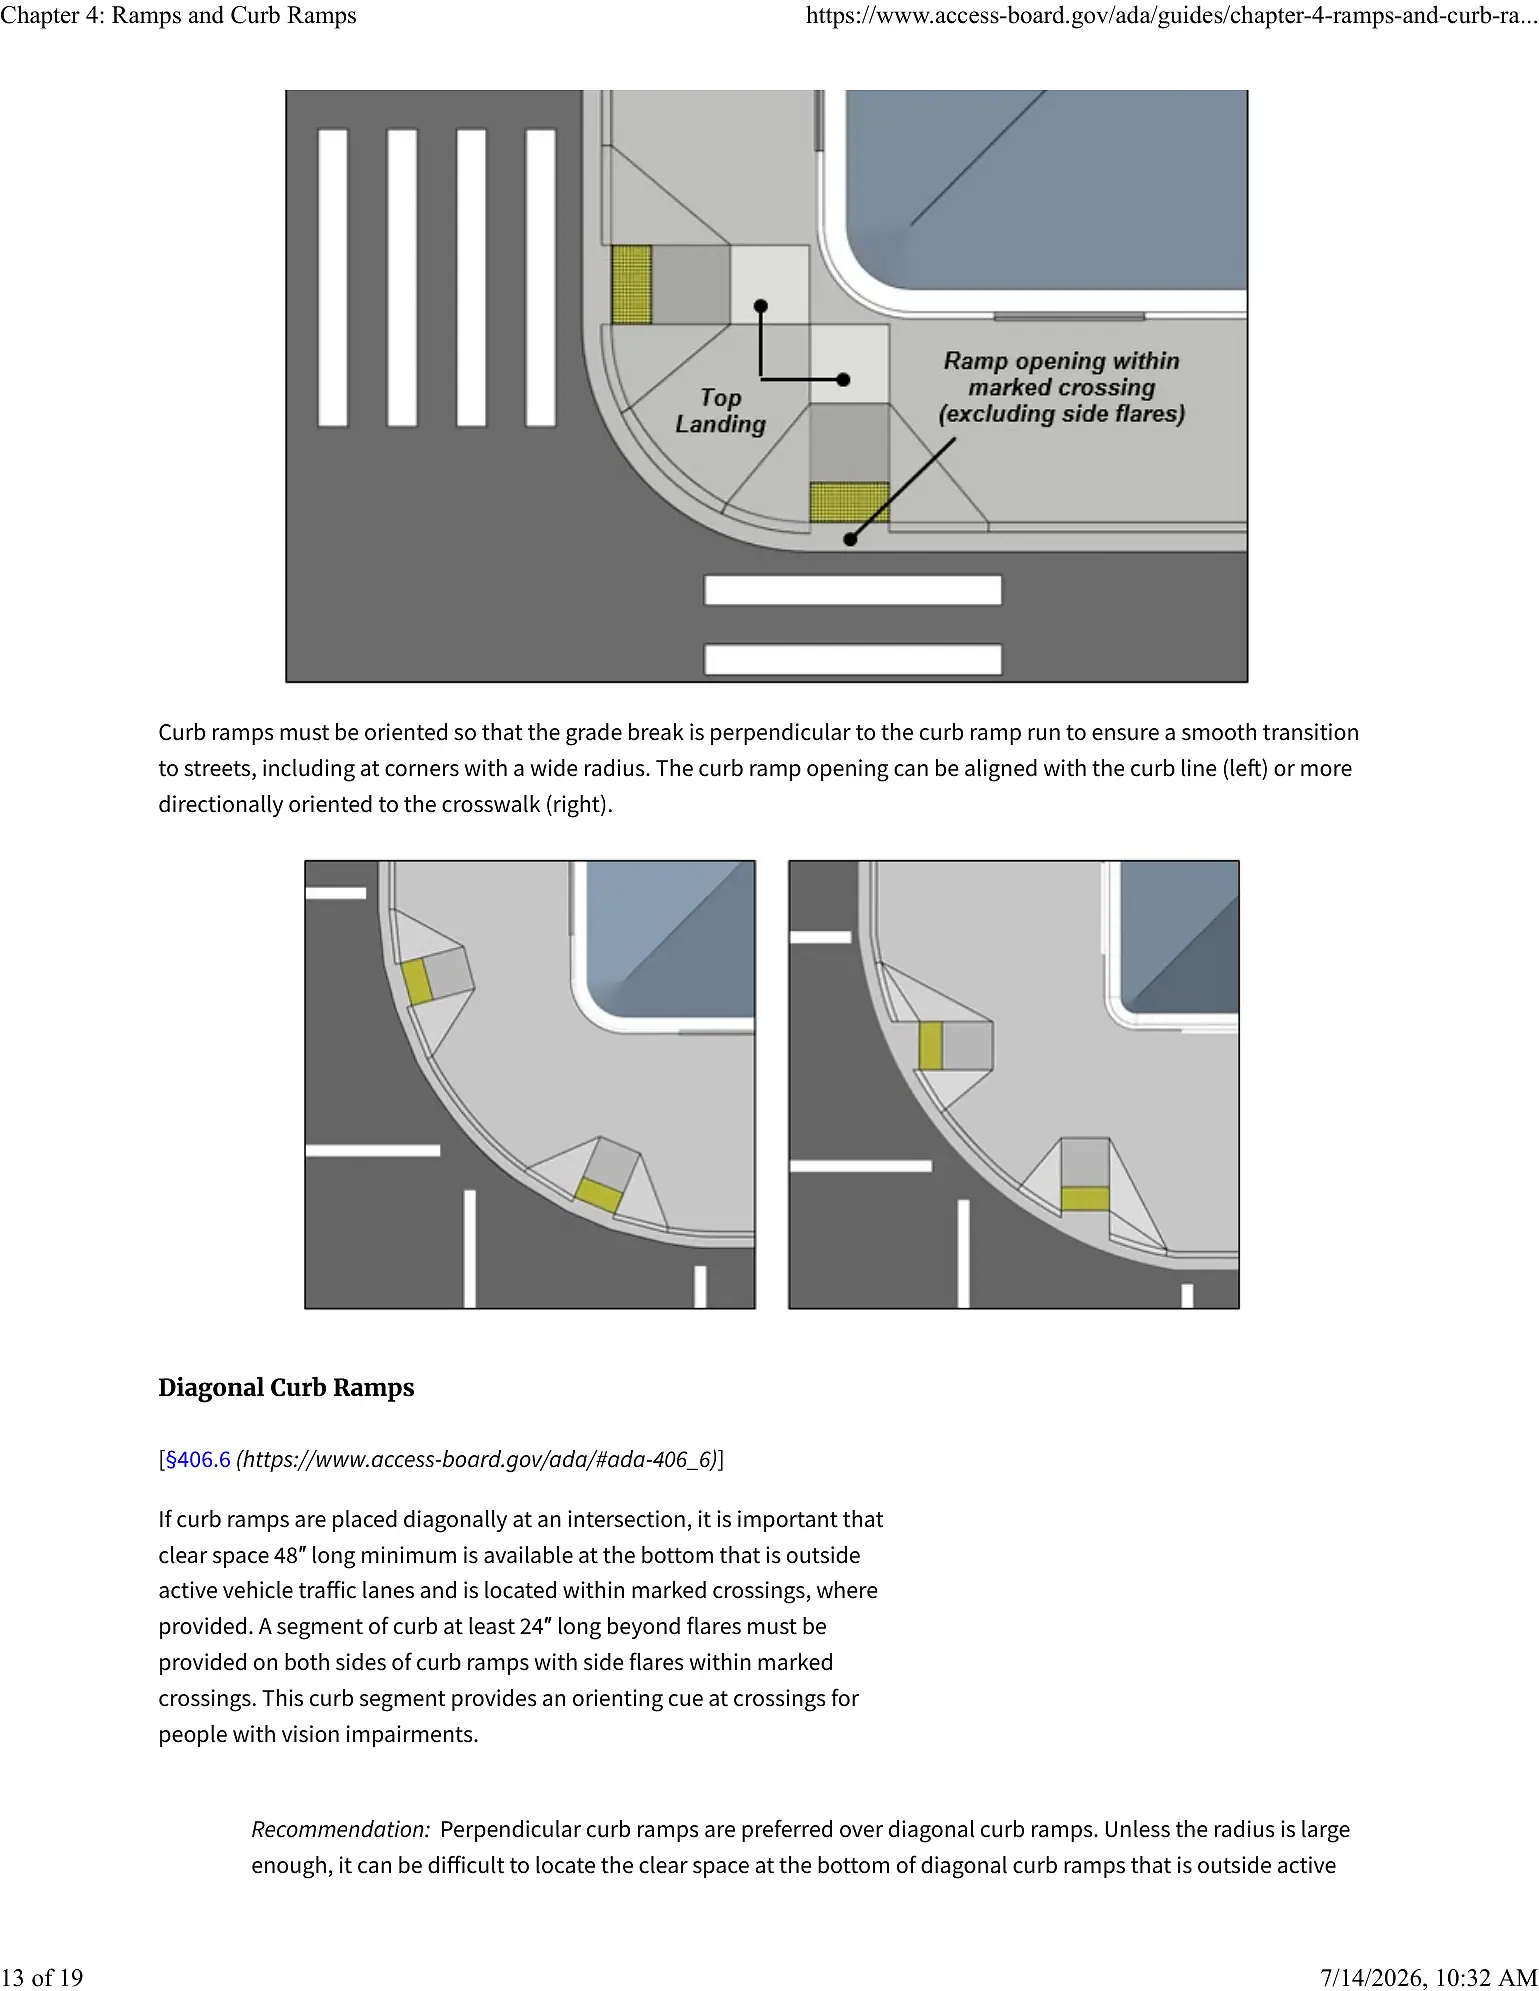 Chapter 4: Ramps and Curb Ramps
https://www.access-board.gov/ada/guides/chapter-4-ramps-and-curb-ra...
Ramp opening within
marked crossing
(excluding side flares)
Top
Landing
Curb ramps must be oriented so that the grade break is perpendicular to the curb ramp run to ensure a smooth transition
to streets, including at corners with a wide radius. The curb ramp opening can be aligned with the curb line (left) or more
directionally oriented to the crosswalk (right).
Diagonal Curb Ramps
[§406.6 (https://www.access-board.gov/ada/#ada-406_6)]
If curb ramps are placed diagonally at an intersection, it is important that
clear space 48″ long minimum is available at the bottom that is outside
active vehicle traffic lanes and is located within marked crossings, where
provided. A segment of curb at least 24″ long beyond flares must be
provided on both sides of curb ramps with side flares within marked
crossings. This curb segment provides an orienting cue at crossings for
people with vision impairments.
Recommendation: Perpendicular curb ramps are preferred over diagonal curb ramps. Unless the radius is large
enough, it can be difficult to locate the clear space at the bottom of diagonal curb ramps that is outside active
13 of 19
7/14/2026, 10:32 AM